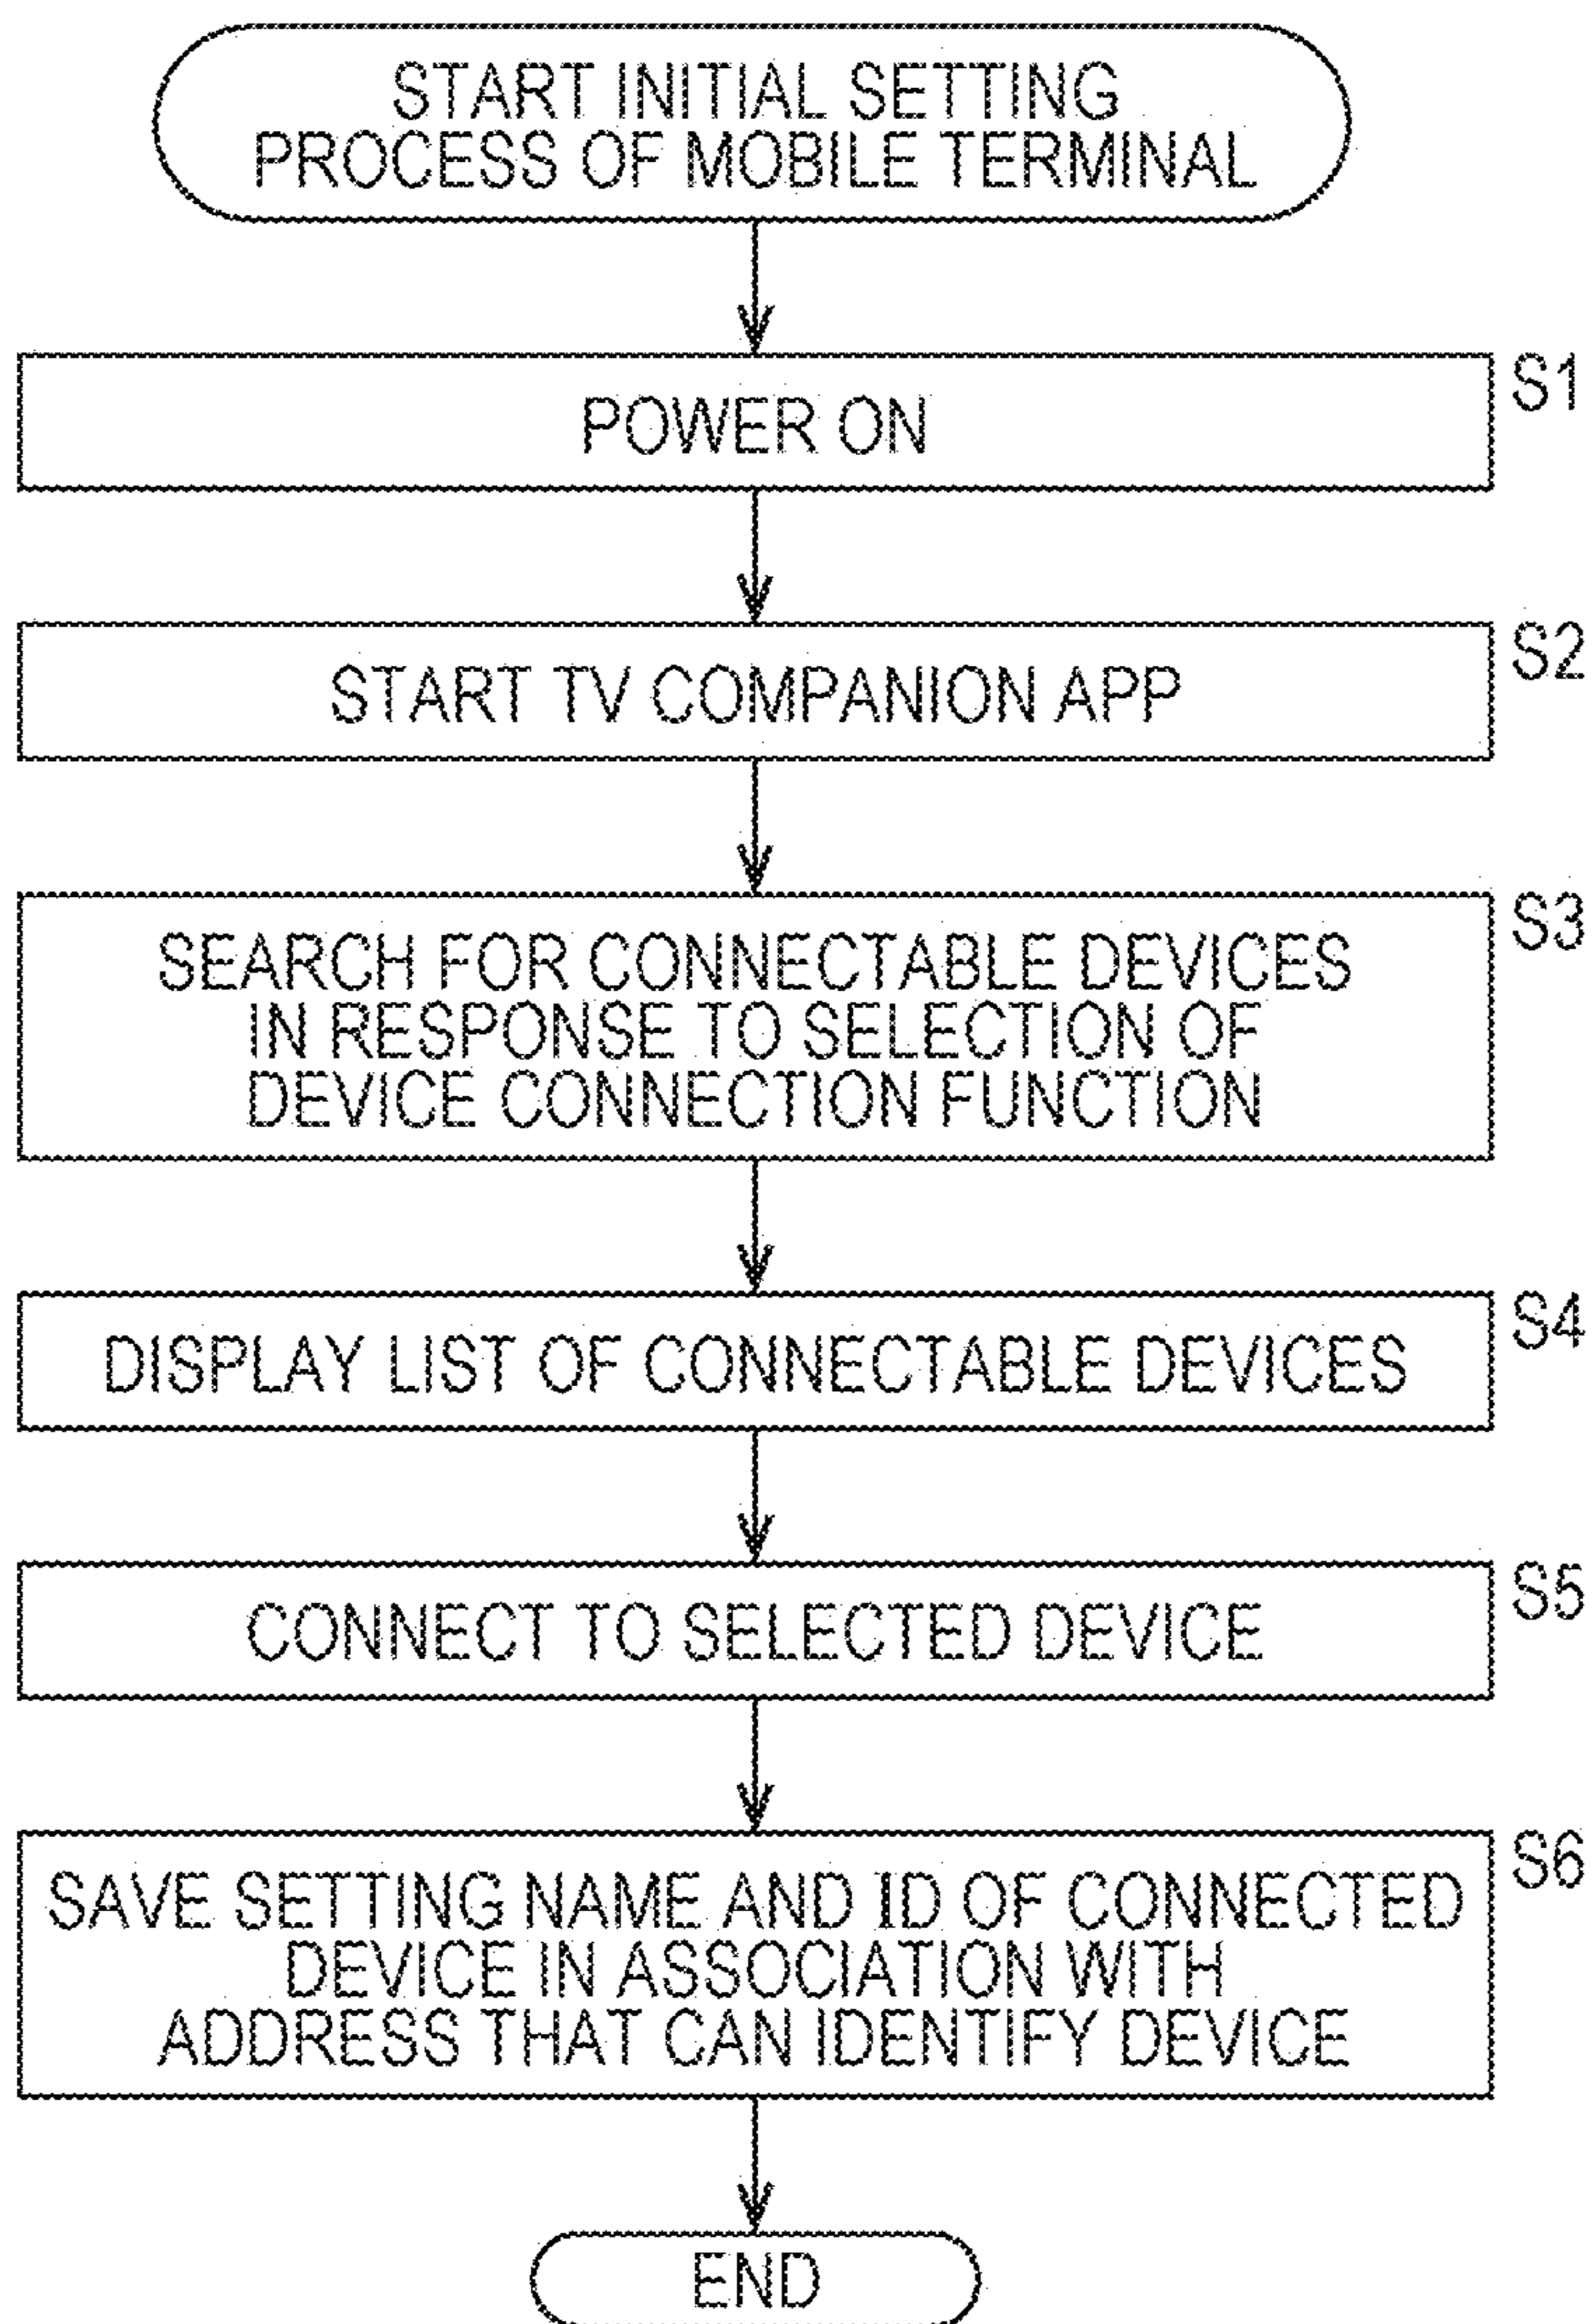 START INITIAL SETTING
PROCESS OF MOBILE TERMINAL
S1
POWER ON
S2
START TV COMPANION APP
S3
SEARCH FOR CONNECTABLE DEVICES
IN RESPONSE TO SELECTION OF
DEVICE CONNECTION FUNCTION
S4
DISPLAY LIST OF CONNECTABLE DEVICES
S5
CONNECT TO SELECTED DEVICE
S6
SAVE SETTING NAME AND ID OF CONNECTED
DEVICE IN ASSOCIATION WITH
ADDRESS THAT CAN IDENTIFY DEVICE
END